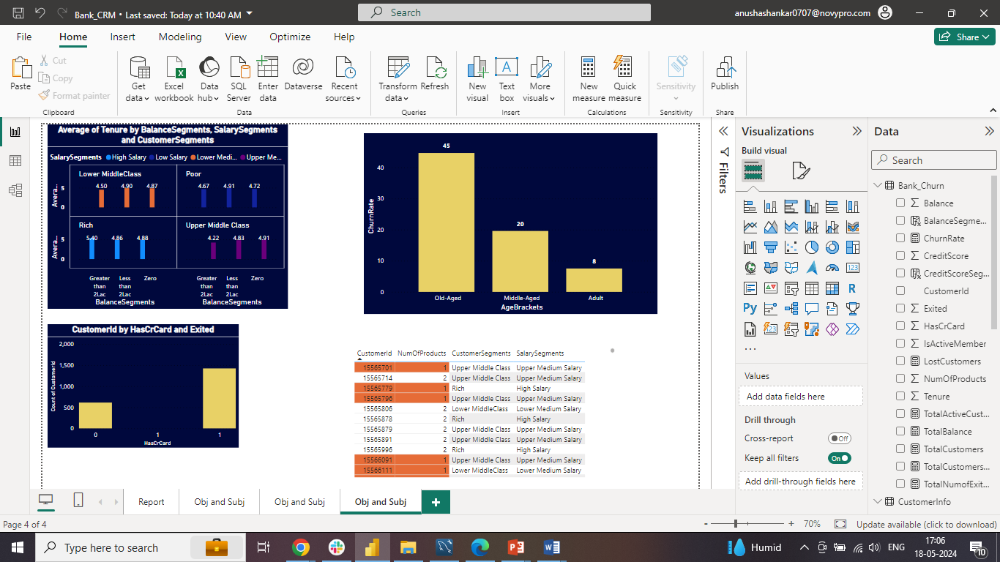 Bank_CRM • Last saved: Today at 10:40 AM
Search
anushashankar0707@novypro.com
File Home Insert Modeling View Optimize Help
Share
Paste
Cut
Copy
Format painter
Clipboard
Get data
Excel workbook
Data hub
SQL Server
Enter data
Dataverse
Recent sources
Data
Transform data
Refresh
Queries
New visual
Text box
More visuals
Insert
New measure
Quick measure
Calculations
Sensitivity
Sensitivity
Publish
Share
Average of Tenure by BalanceSegments, SalarySegments
and CustomerSegments
SalarySegments High Salary Low Salary Lower Medi... Upper Me...
Lower MiddleClass Poor
4.50 4.90 4.87 4.67 4.91 4.72
Avera...
5
0
Rich Upper Middle Class
5.40 4.86 4.88 4.22 4.83 4.91
Avera...
5
0
Greater Less Zero Greater Less Zero
than than than than
2Lac 2Lac 2Lac 2Lac
BalanceSegments BalanceSegments
45
40
30
20
20
10
8
0
ChurnRate
Old-Aged Middle-Aged Adult
AgeBrackets
CustomerId by HasCrCard and Exited
2,000
1,500
1,000
500
0
Count of CustomerId
0 1 1
HasCrCard
CustomerId NumOfProducts CustomerSegments SalarySegments
15565701 1 Upper Middle Class Upper Medium Salary
15565714 2 Upper Middle Class Upper Medium Salary
15565779 1 Rich High Salary
15565796 1 Upper Middle Class Upper Medium Salary
15565806 2 Lower MiddleClass Lower Medium Salary
15565878 2 Rich High Salary
15565879 2 Upper Middle Class Upper Medium Salary
15565891 2 Upper Middle Class Upper Medium Salary
15565996 2 Rich High Salary
15566091 1 Upper Middle Class Upper Medium Salary
15566111 1 Lower MiddleClass Lower Medium Salary
Filters
Visualizations
Build visual
123
R
Py
123
...
Values
Add data fields here
Drill through
Cross-report Off
Keep all filters On
Add drill-through fields here
Data
Search
Bank_Churn
Balance
BalanceSegme...
ChurnRate
CreditScore
CreditScoreSeg...
CustomerId
Exited
HasCrCard
IsActiveMember
LostCustomers
NumOfProducts
Tenure
TotalActiveCust...
TotalBalance
TotalCustomers
TotalCustomers...
TotalNumofExit...
CustomerInfo
Report Obj and Subj Obj and Subj Obj and Subj +
Page 4 of 4
- + 70%
Update available (click to download)
Type here to search
Humid
ENG
17:06
18-05-2024
10